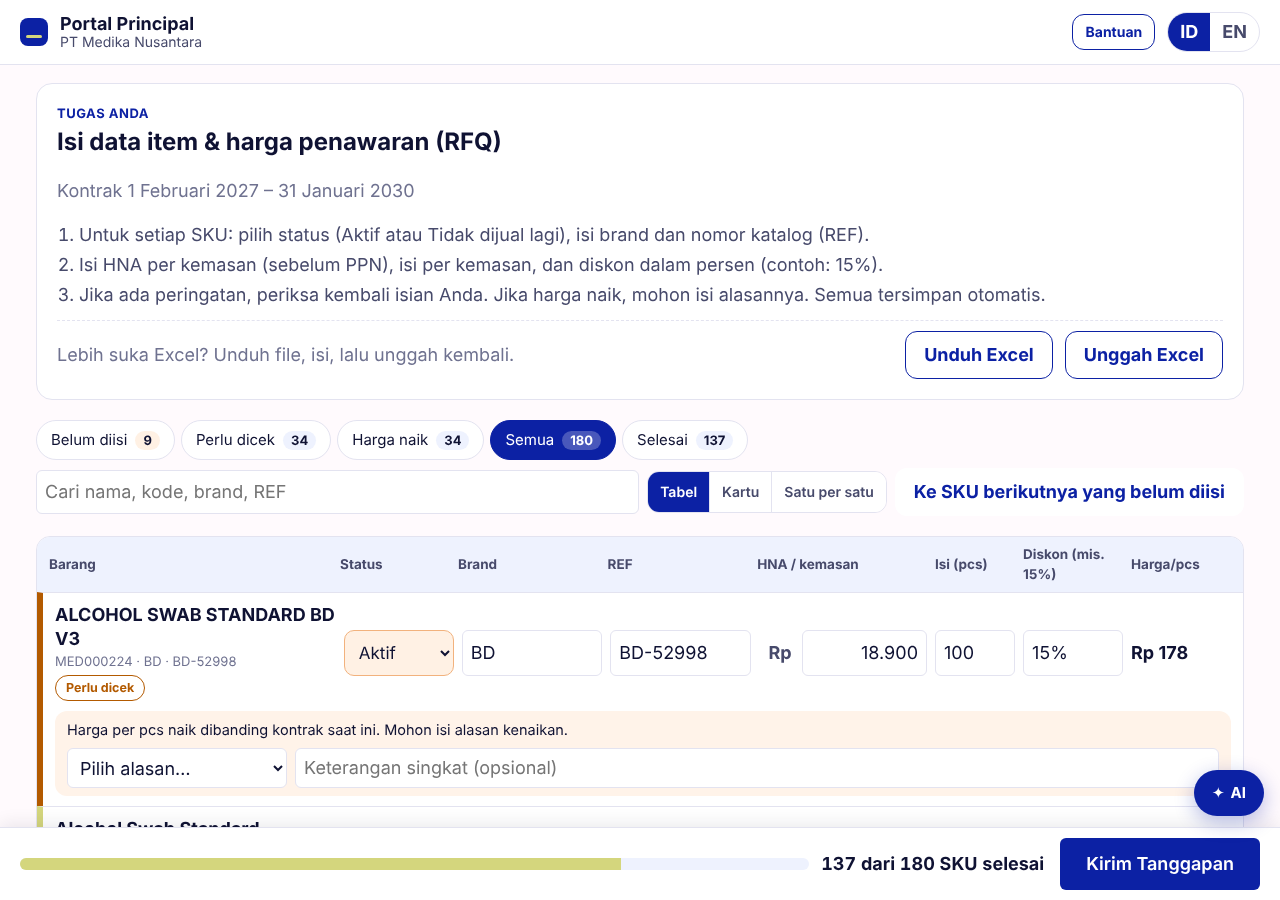 Portal Principal
PT Medika Nusantara
Bantuan
ID
EN
TUGAS ANDA
Isi data item & harga penawaran (RFQ)
Kontrak 1 Februari 2027 – 31 Januari 2030
1. Untuk setiap SKU: pilih status (Aktif atau Tidak dijual lagi), isi brand dan nomor katalog (REF).
2. Isi HNA per kemasan (sebelum PPN), isi per kemasan, dan diskon dalam persen (contoh: 15%).
3. Jika ada peringatan, periksa kembali isian Anda. Jika harga naik, mohon isi alasannya. Semua tersimpan otomatis.
Lebih suka Excel? Unduh file, isi, lalu unggah kembali.
Unduh Excel
Unggah Excel
Belum diisi 9
Perlu dicek 34
Harga naik 34
Semua 180
Selesai 137
Cari nama, kode, brand, REF
Tabel
Kartu
Satu per satu
Ke SKU berikutnya yang belum diisi
Barang
Status
Brand
REF
HNA / kemasan
Isi (pcs)
Diskon (mis. 15%)
Harga/pcs
ALCOHOL SWAB STANDARD BD
V3
MED000224 · BD · BD-52998
Perlu dicek
Aktif
BD
BD-52998
Rp
18.900
100
15%
Rp 178
Harga per pcs naik dibanding kontrak saat ini. Mohon isi alasan kenaikan.
Pilih alasan...
Keterangan singkat (opsional)
✦ AI
Alcohol Swab Standard
137 dari 180 SKU selesai
Kirim Tanggapan